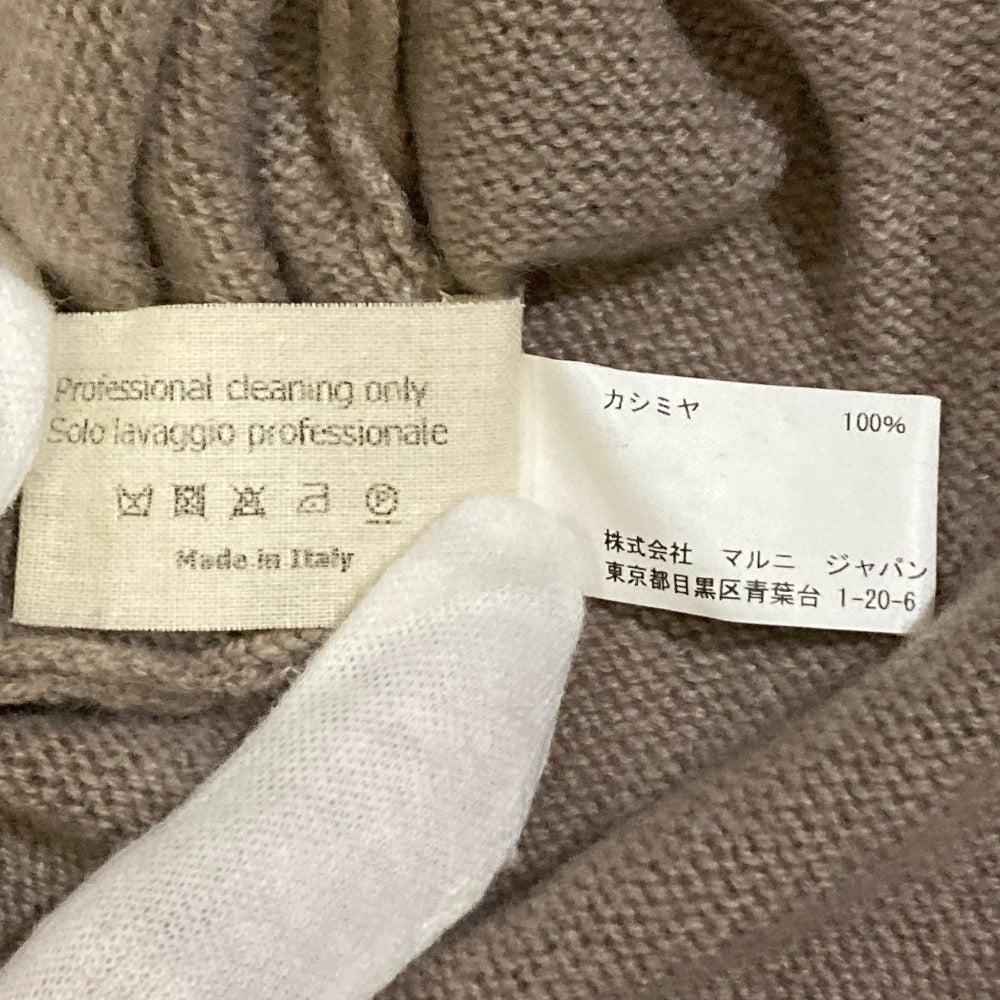 Professional cleaning only
Solo lavaggio professionale
P
Made in Italy
カシミヤ 100%
株式会社 マルニ ジャパン
東京都目黒区青葉台 1-20-6